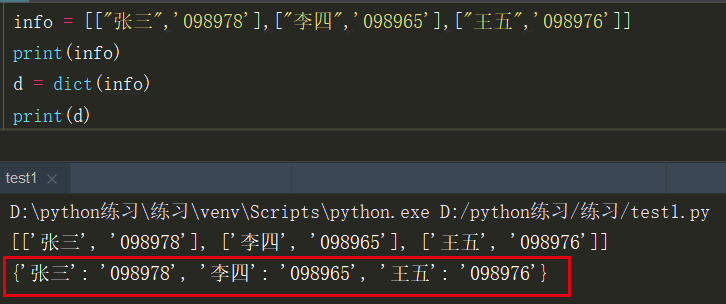 info = [["张三",'098978'],["李四",'098965'],["王五",'098976']]
print(info)
d = dict(info)
print(d)
test1 ×
D:\python练习\练习\venv\Scripts\python.exe D:/python练习/练习/test1.py
[['张三', '098978'], ['李四', '098965'], ['王五', '098976']]
{'张三': '098978', '李四': '098965', '王五': '098976'}